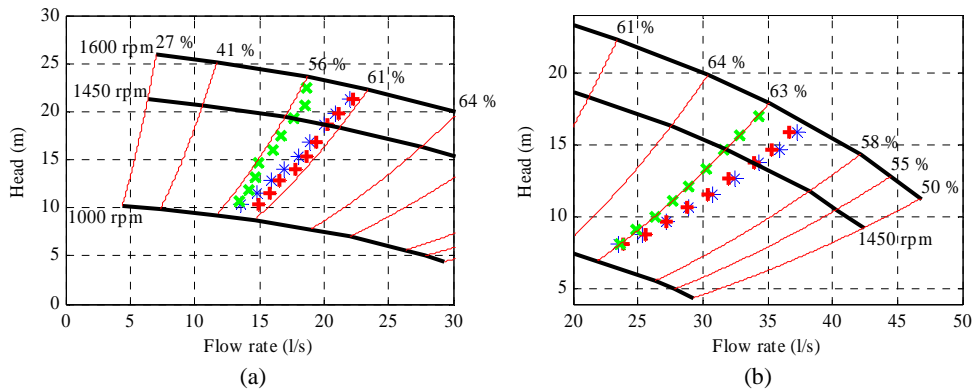 30
25
20
15
10
5
0
Head (m)
1600 rpm
1450 rpm
1000 rpm
27 %
41 %
56 %
61 %
64 %
0 5 10 15 20 25 30
Flow rate (l/s)
(a)
20
15
10
5
Head (m)
61 %
64 %
63 %
58 %
55 %
50 %
1450 rpm
20 25 30 35 40 45 50
Flow rate (l/s)
(b)